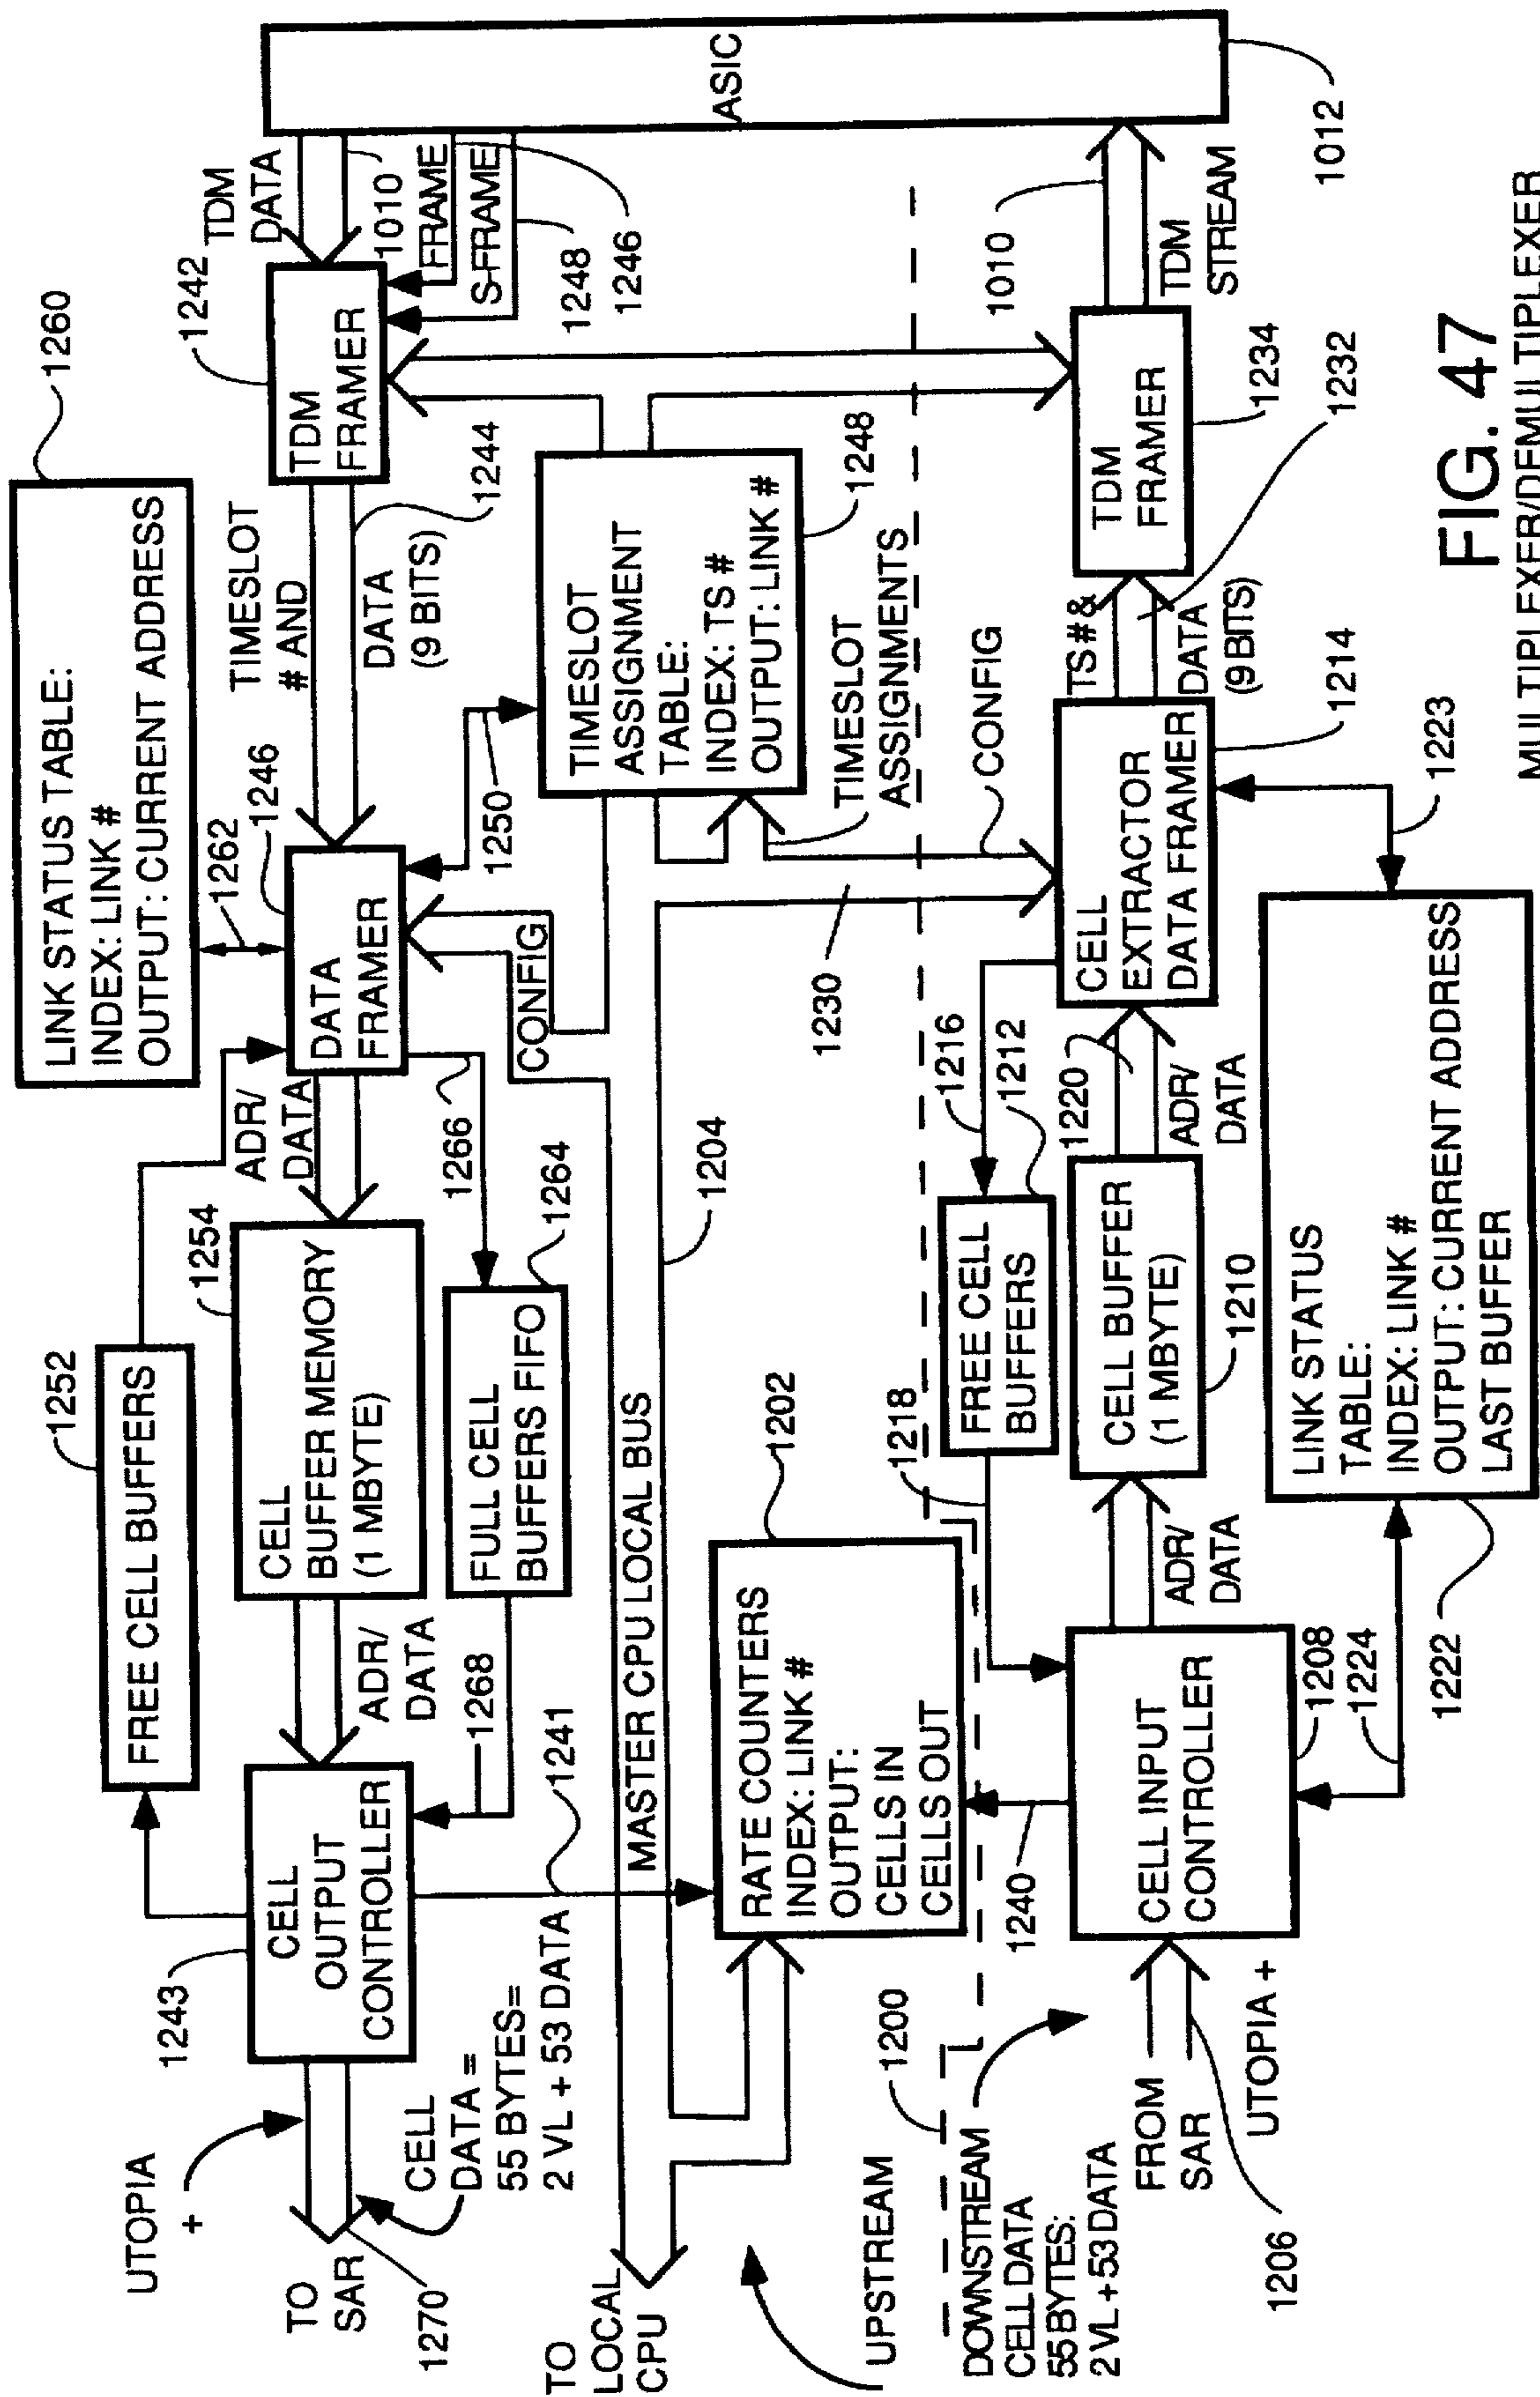 UTOPIA
+
TO
SAR
1270
1243
CELL
OUTPUT
CONTROLLER
CELL
DATA =
55 BYTES=
2 VL + 53 DATA
1252
FREE CELL BUFFERS
1254
CELL
BUFFER MEMORY
(1 MBYTE)
ADR/
DATA
1268
1241
FULL CELL
BUFFERS FIFO
1264
1266
ADR/
DATA
1260
LINK STATUS TABLE:
INDEX: LINK #
OUTPUT: CURRENT ADDRESS
1262
1246
DATA
FRAMER
CONFIG
1250
TIMESLOT
# AND
DATA
(9 BITS)
1244
1242
TDM
FRAMER
TDM
DATA
1010
FRAME
S-FRAME
1248
1246
ASIC
1012
TO
LOCAL
CPU
MASTER CPU LOCAL BUS
1204
TIMESLOT
ASSIGNMENT
TABLE:
INDEX: TS #
OUTPUT: LINK #
1248
TIMESLOT
ASSIGNMENTS
CONFIG
1230
UPSTREAM
RATE COUNTERS
INDEX: LINK #
OUTPUT:
CELLS IN
CELLS OUT
1202
1200
1240
DOWNSTREAM
CELL DATA
55 BYTES:
2 VL + 53 DATA
FROM
SAR
1206
UTOPIA +
CELL INPUT
CONTROLLER
1208
1224
1222
1218
FREE CELL
BUFFERS
1216
1212
ADR/
DATA
CELL BUFFER
(1 MBYTE)
1210
1220
ADR/
DATA
CELL
EXTRACTOR
DATA FRAMER
1214
1223
LINK STATUS
TABLE:
INDEX: LINK #
OUTPUT: CURRENT ADDRESS
LAST BUFFER
TS # &
DATA
(9 BITS)
1232
TDM
FRAMER
1234
1010
TDM
STREAM
FIG. 47
MULTIPLEXER/DEMULTIPLEXER